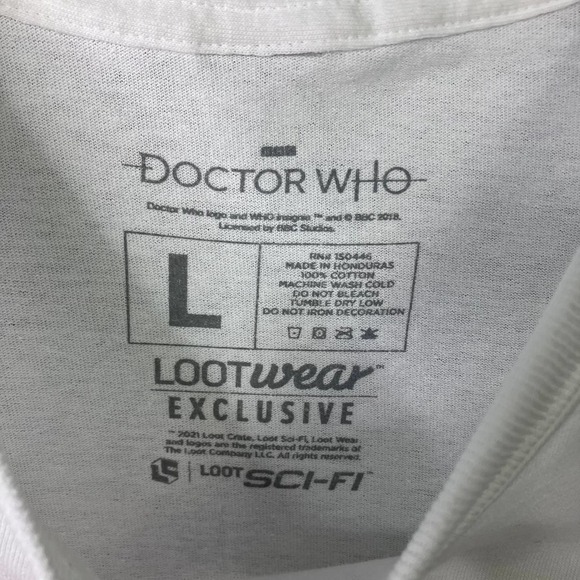 BBC
DOCTOR WHO
Doctor Who logo and WHO insignia ™ and © BBC 2018.
Licensed by BBC Studios.
L
RN# 150446
MADE IN HONDURAS
100% COTTON
MACHINE WASH COLD
DO NOT BLEACH
TUMBLE DRY LOW
DO NOT IRON DECORATION
LOOTwear™
EXCLUSIVE
™ 2021 Loot Crate, Loot Sci-Fi, Loot Wear
and logos are the registered trademarks of
The Loot Company LLC. All rights reserved.
LOOT SCI-FI™